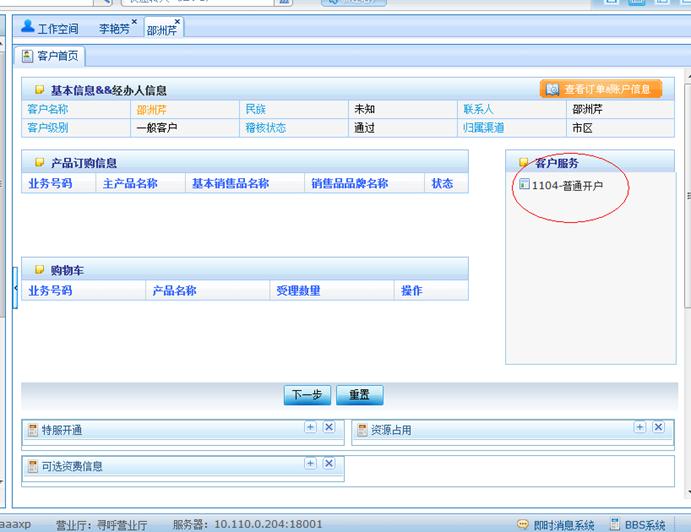 工作空间 李艳芳 邵洲芹
客户首页
基本信息&&经办人信息 查看订单&账户信息
客户名称 邵洲芹 民族 未知 联系人 邵洲芹
客户级别 一般客户 稽核状态 通过 归属渠道 市区
产品订购信息 客户服务
业务号码 主产品名称 基本销售品名称 销售品品牌名称 状态
1104-普通开户
购物车
业务号码 产品名称 受理数量 操作
下一步 重置
特服开通 资源占用
可选资费信息
aaaxp 营业厅: 寻呼营业厅 服务器: 10.110.0.204:18001 即时消息系统 BBS系统